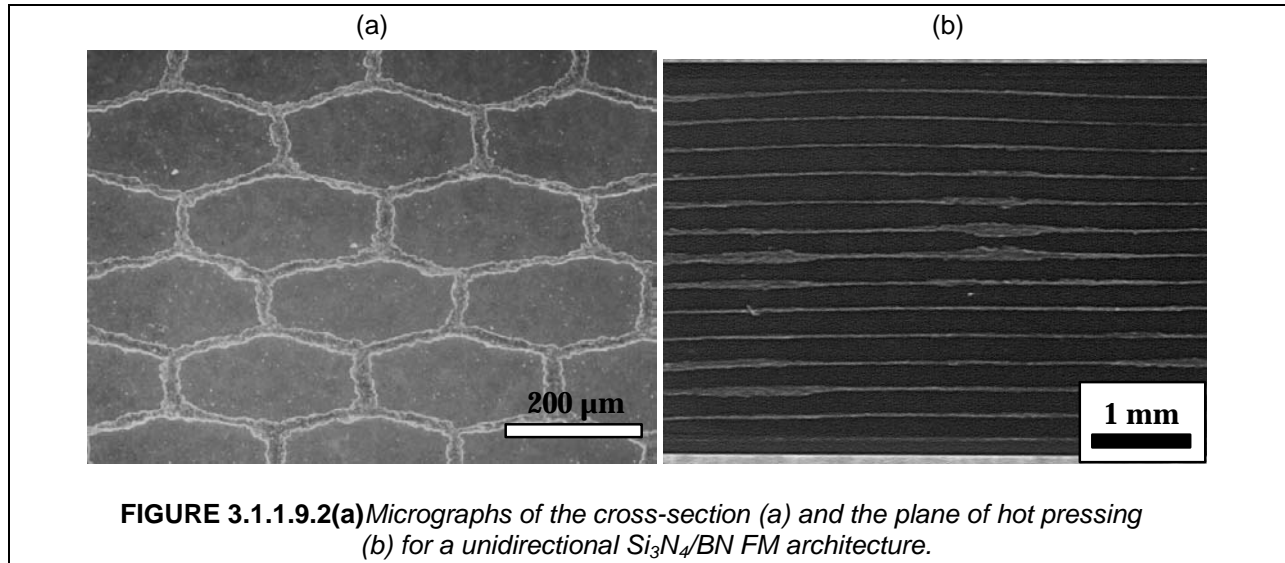 (a) (b)
200 µm
1 mm
FIGURE 3.1.1.9.2(a)Micrographs of the cross-section (a) and the plane of hot pressing
(b) for a unidirectional Si₃N₄/BN FM architecture.